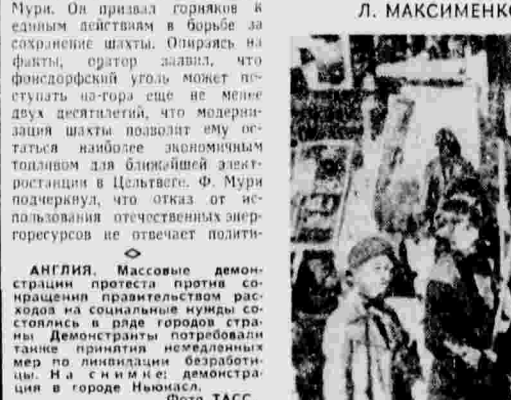 Мури. Он призвал горняков к
единым действиям в борьбе за
сохранение шахты. Опираясь на
факты, оратор заявил, что
фонсдорфский уголь может по-
ступать на-гора еще не менее
двух десятилетий, что модерни-
зация шахты позволит ему ос-
таться наиболее экономичным
топливом для ближайшей элект-
ростанции в Цельтвеге. Ф. Мури
подчеркнул, что отказ от ис-
пользования отечественных энер-
горесурсов не отвечает полити-
АНГЛИЯ. Массовые демон-
страции протеста против со-
кращения правительством рас-
ходов на социальные нужды со-
стоялись в ряде городов стра-
ны Демонстранты потребовали
также принятия немедленных
мер по ликвидации безработи-
цы. На снимке: демонстра-
ция в городе Ньюкасл.
Фото ТАСС.
Л. МАКСИМЕНКО